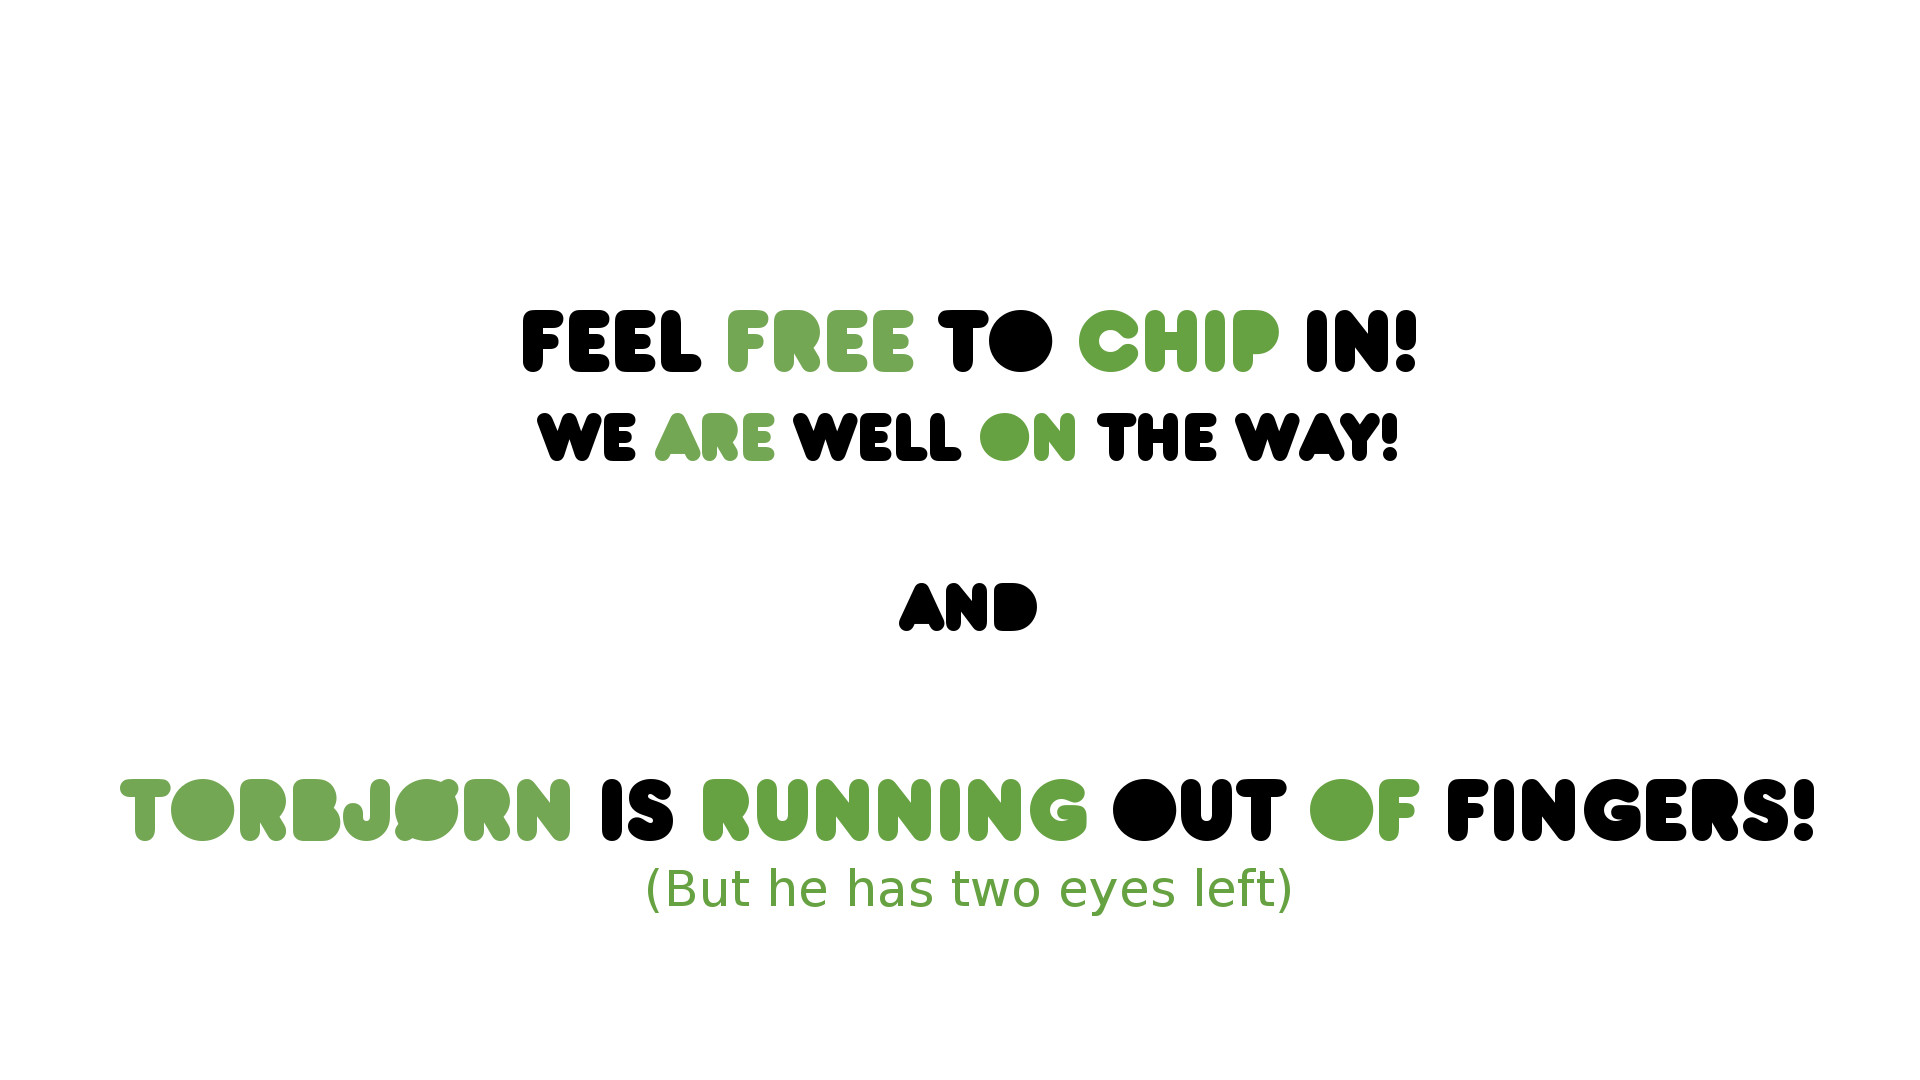 FEEL FREE TO CHIP IN!
WE ARE WELL ON THE WAY!
AND
TORBJØRN IS RUNNING OUT OF FINGERS!
(But he has two eyes left)